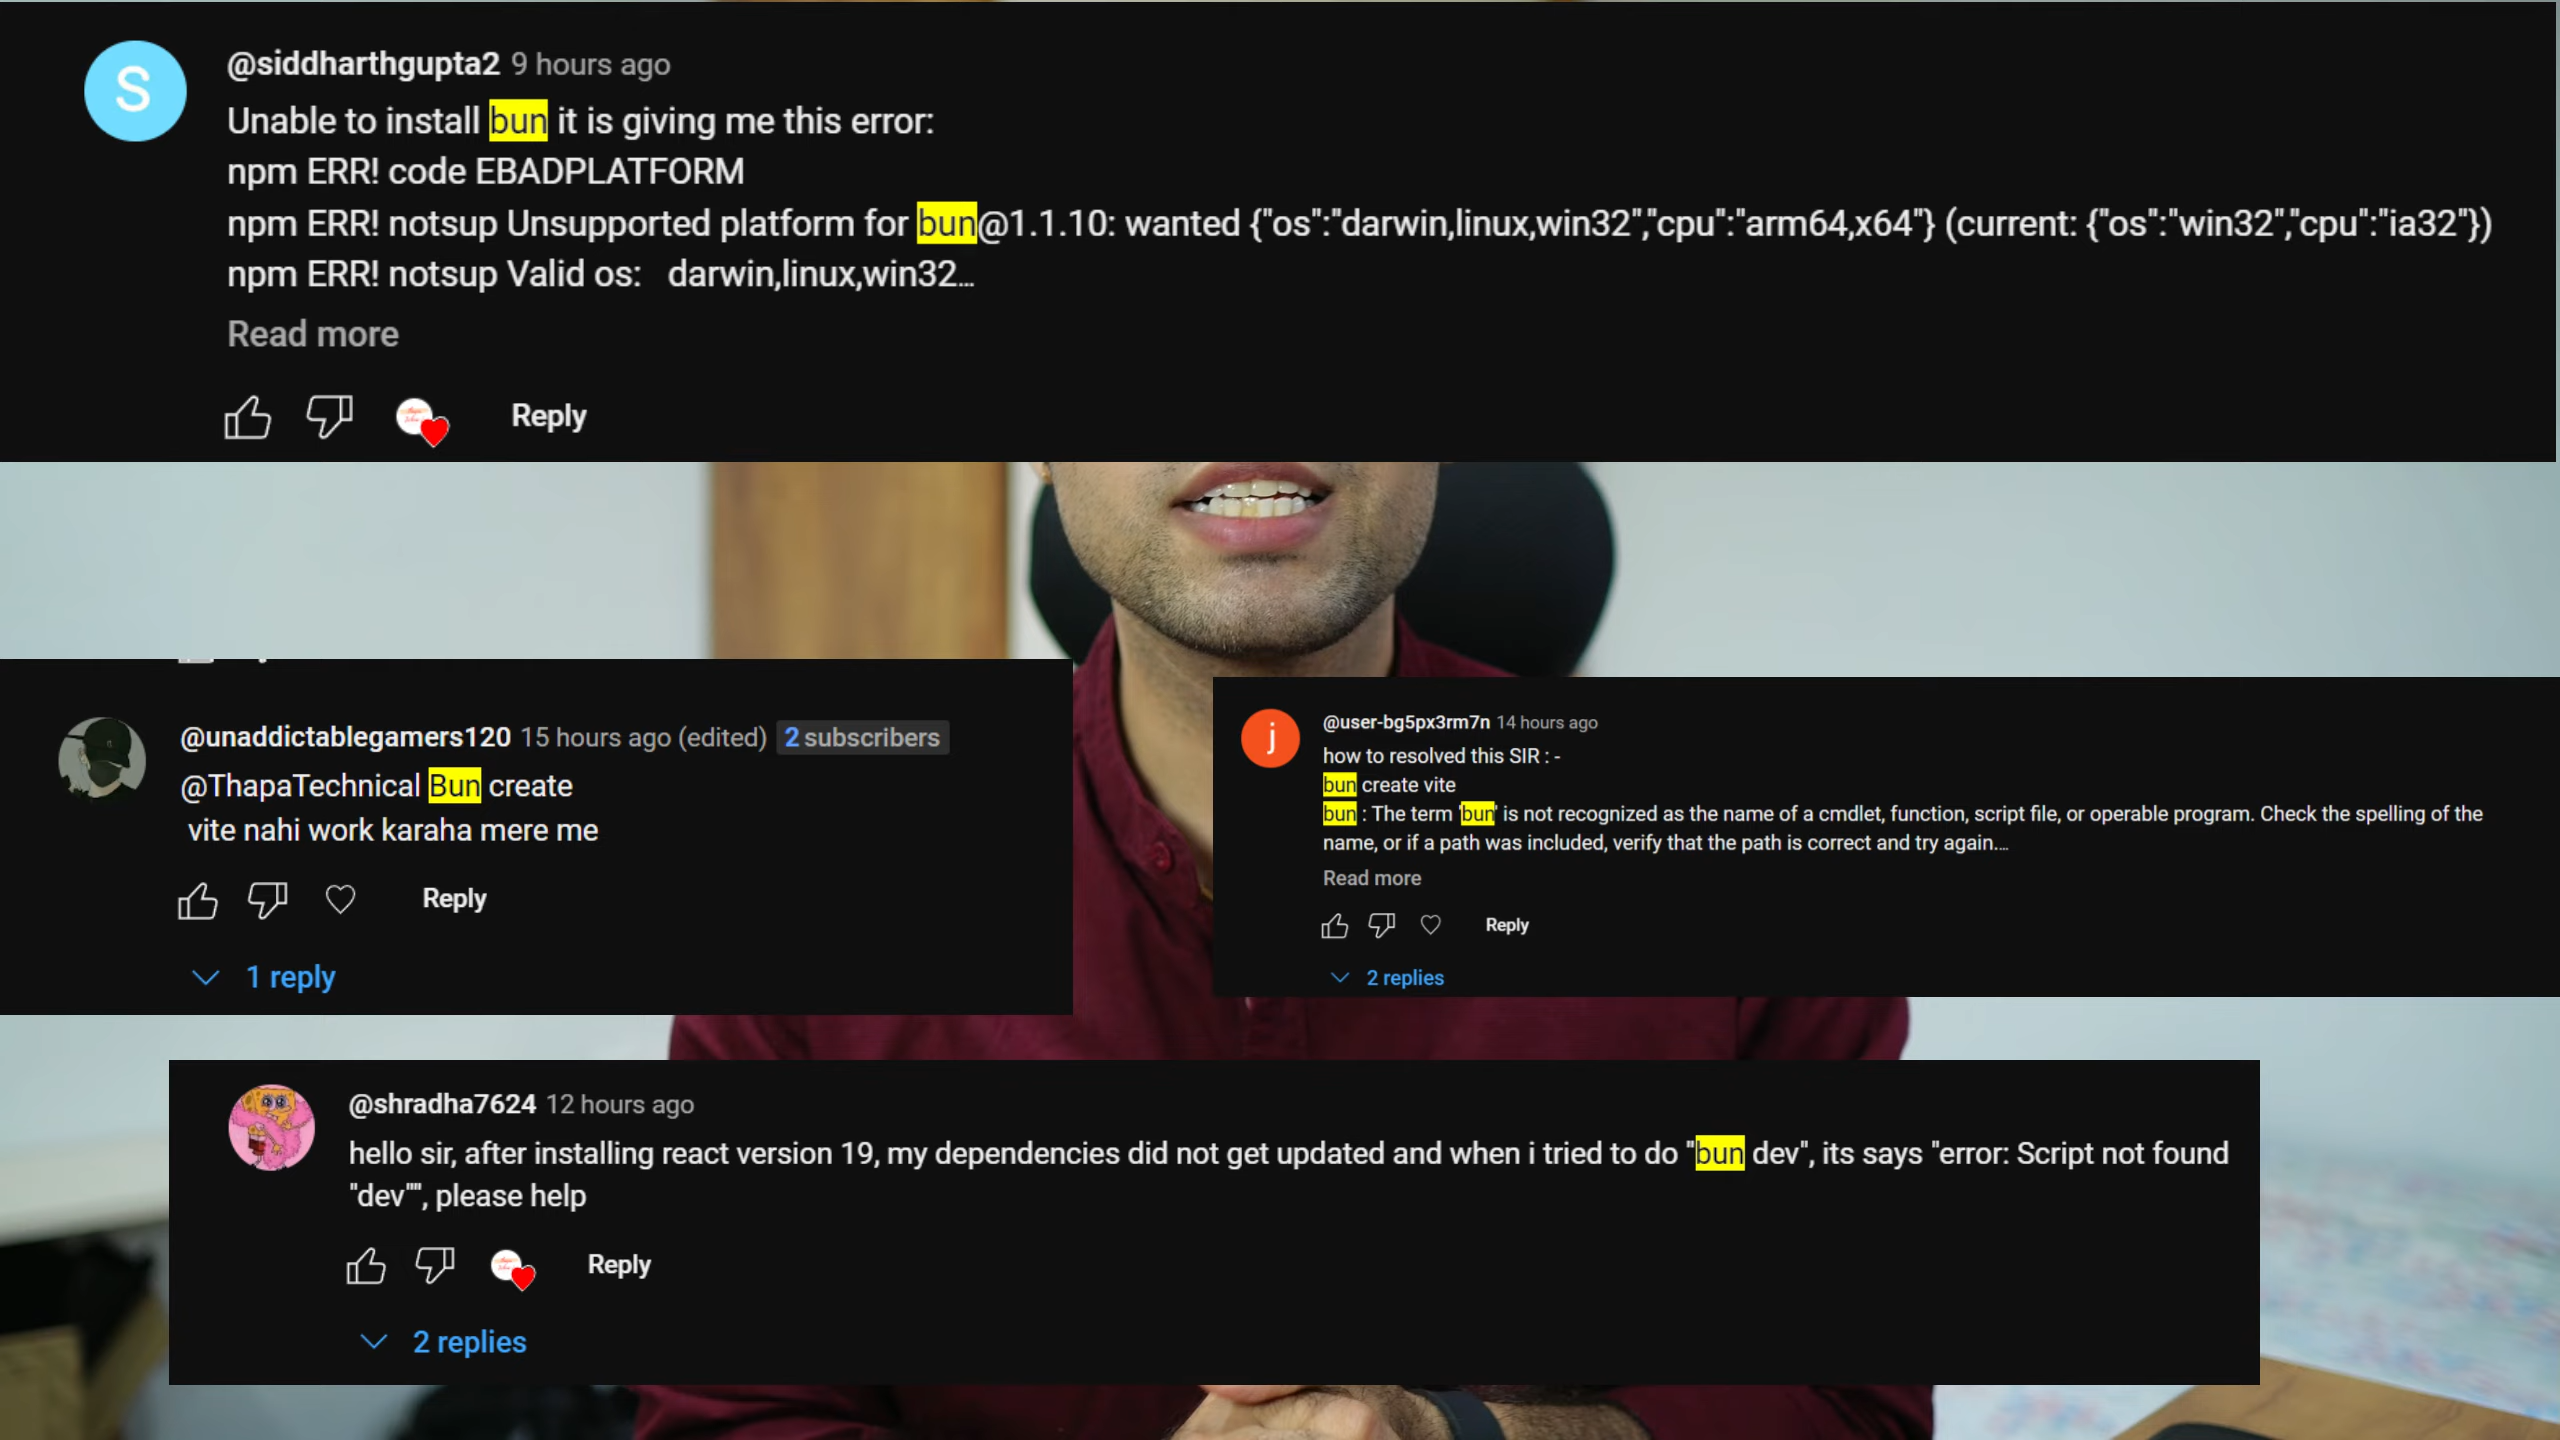 S
@siddharthgupta2 9 hours ago
Unable to install bun it is giving me this error:
npm ERR! code EBADPLATFORM
npm ERR! notsup Unsupported platform for bun@1.1.10: wanted {"os":"darwin,linux,win32","cpu":"arm64,x64"} (current: {"os":"win32","cpu":"ia32"})
npm ERR! notsup Valid os:   darwin,linux,win32...
Read more
Reply
@unaddictablegamers120 15 hours ago (edited) 2 subscribers
@ThapaTechnical Bun create
vite nahi work karaha mere me
Reply
1 reply
j
@user-bg5px3rm7n 14 hours ago
how to resolved this SIR : -
bun create vite
bun : The term 'bun' is not recognized as the name of a cmdlet, function, script file, or operable program. Check the spelling of the
name, or if a path was included, verify that the path is correct and try again....
Read more
Reply
2 replies
@shradha7624 12 hours ago
hello sir, after installing react version 19, my dependencies did not get updated and when i tried to do "bun dev", its says "error: Script not found
"dev"", please help
Reply
2 replies